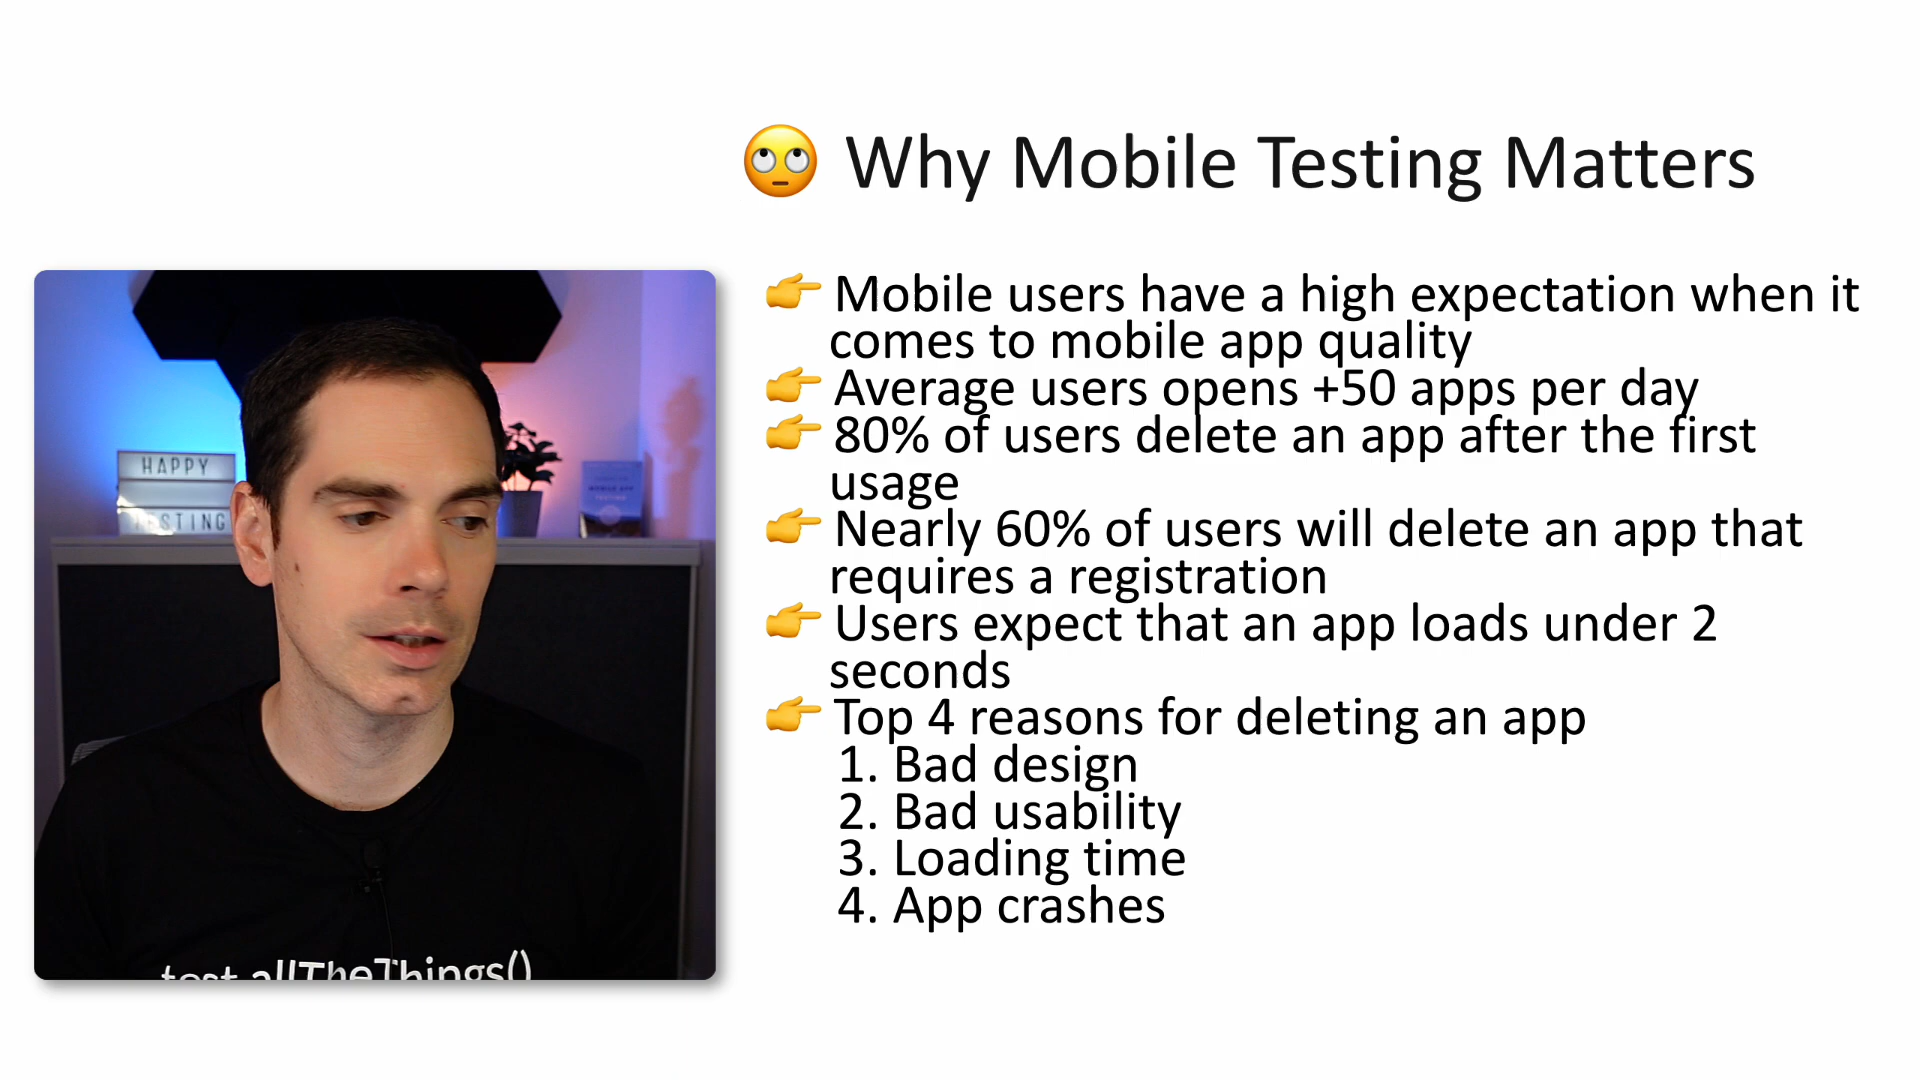 🙄 Why Mobile Testing Matters
👉 Mobile users have a high expectation when it
comes to mobile app quality
👉 Average users opens +50 apps per day
👉 80% of users delete an app after the first
usage
👉 Nearly 60% of users will delete an app that
requires a registration
👉 Users expect that an app loads under 2
seconds
👉 Top 4 reasons for deleting an app
1. Bad design
2. Bad usability
3. Loading time
4. App crashes
HAPPY
TESTING
MOBILE APP
TESTING
test.allTheThings()